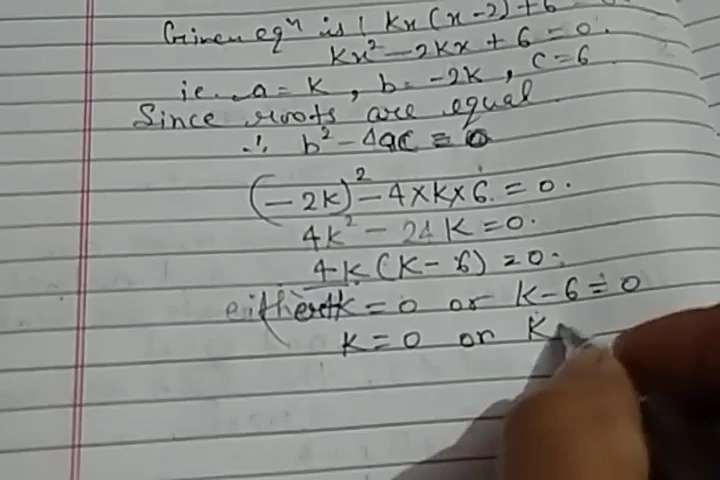 Given eqn is kx(x-2)+6 = 0.
kx² - 2kx + 6 = 0.
ie. a = k, b = -2k, c = 6
Since roots are equal
∴ b² - 4ac = 0
(-2k)² - 4×k×6 = 0.
4k² - 24k = 0.
4k(k-6) = 0.
either 4k = 0 or k-6 = 0
k = 0 or k